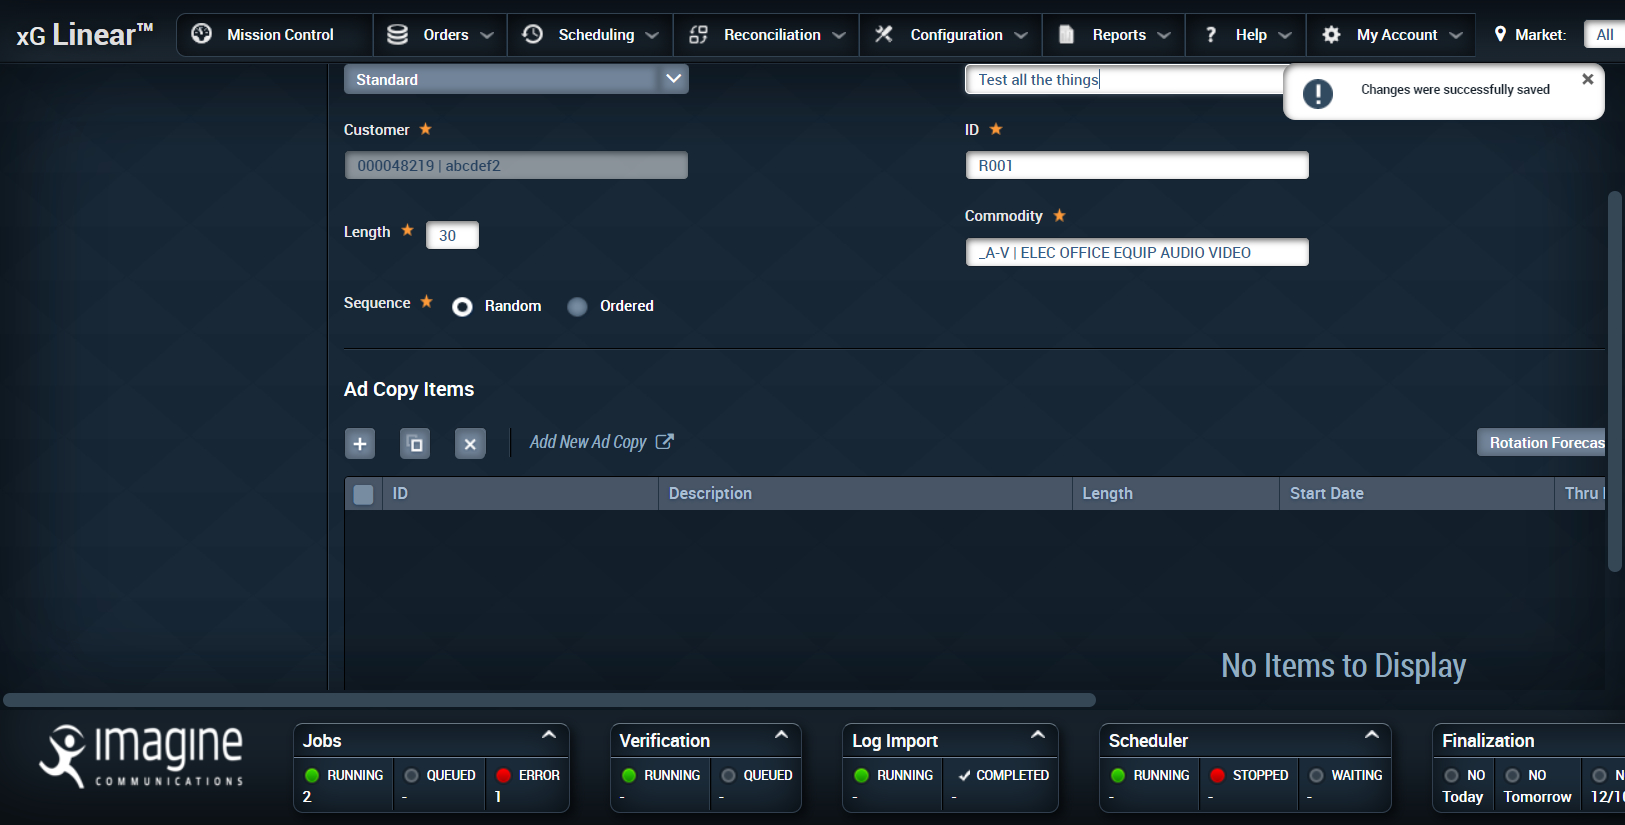 xG Linear™
Mission Control
Orders
Scheduling
Reconciliation
Configuration
Reports
? Help
My Account
Market:
All
Standard
Test all the things
Changes were successfully saved
Customer
ID
000048219 | abcdef2
R001
Commodity
Length
30
_A-V | ELEC OFFICE EQUIP AUDIO VIDEO
Sequence
Random
Ordered
Ad Copy Items
Add New Ad Copy
Rotation Forecas
ID
Description
Length
Start Date
Thru
No Items to Display
imagine
COMMUNICATIONS
Jobs
RUNNING
2
QUEUED
-
ERROR
1
Verification
RUNNING
-
QUEUED
-
Log Import
RUNNING
-
COMPLETED
-
Scheduler
RUNNING
-
STOPPED
-
WAITING
-
Finalization
NO
Today
NO
Tomorrow
N
12/10